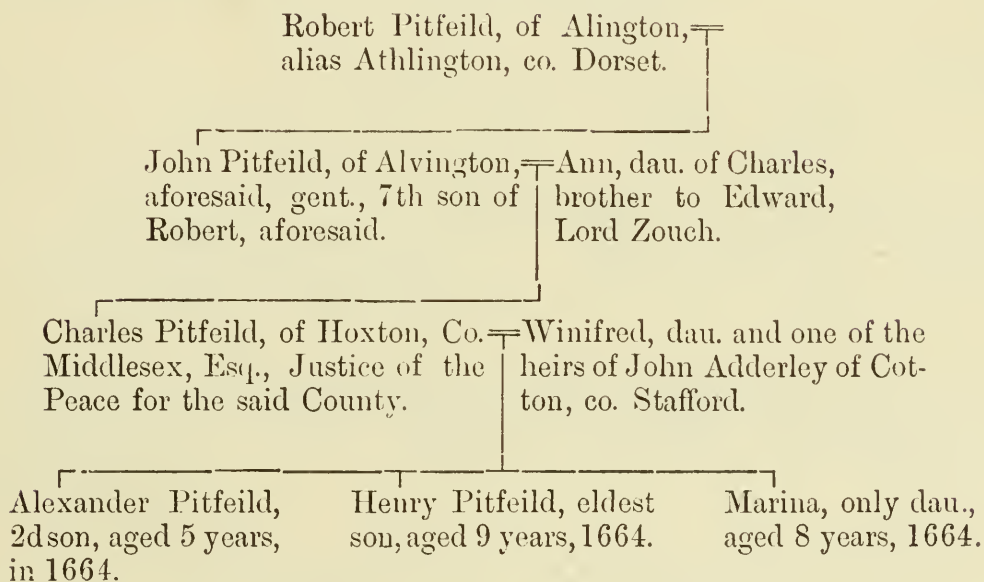 Robert Pitfeild, of Alington,
alias Athlington, co. Dorset.
John Pitfeild, of Alvington,
aforesaid, gent., 7th son of
Robert, aforesaid.
Ann, dau. of Charles,
brother to Edward,
Lord Zouch.
Charles Pitfeild, of Hoxton, Co.
Middlesex, Esq., Justice of the
Peace for the said County.
Winifred, dau. and one of the
heirs of John Adderley of Cot-
ton, co. Stafford.
Alexander Pitfeild,
2d son, aged 5 years,
in 1664.
Henry Pitfeild, eldest
son, aged 9 years, 1664.
Marina, only dau.,
aged 8 years, 1664.